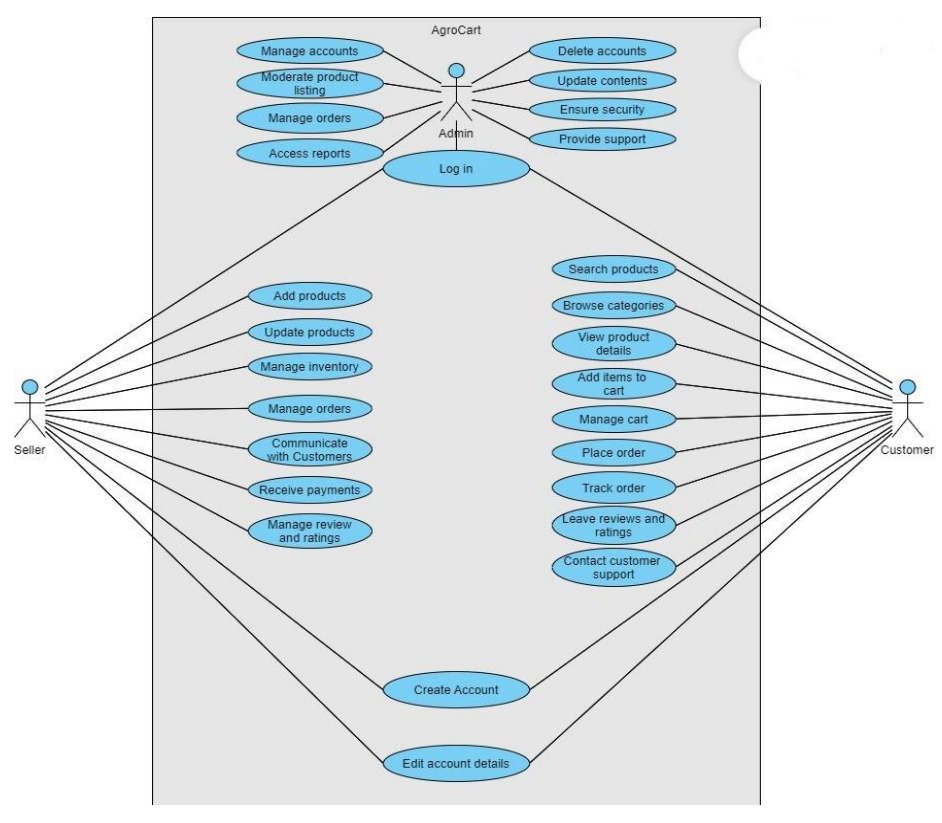 AgroCart
Manage accounts
Moderate product
listing
Manage orders
Access reports
Delete accounts
Update contents
Ensure security
Provide support
Admin
Log in
Add products
Update products
Manage inventory
Manage orders
Communicate
with Customers
Receive payments
Manage review
and ratings
Seller
Search products
Browse categories
View product
details
Add items to
cart
Manage cart
Place order
Track order
Leave reviews and
ratings
Contact customer
support
Customer
Create Account
Edit account details